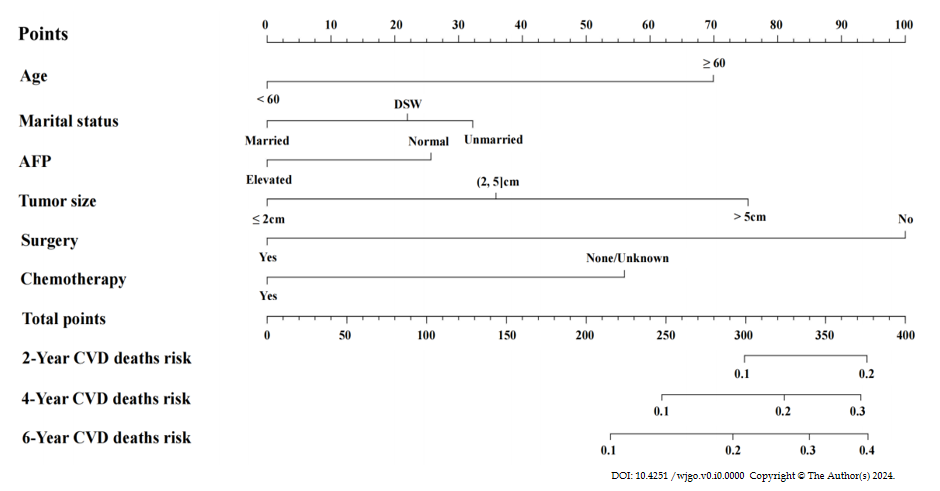 Points 0 10 20 30 40 50 60 70 80 90 100
≥ 60
Age
< 60
DSW
Marital status
Married Unmarried
Normal
AFP
Elevated
(2, 5]cm
Tumor size
≤ 2cm > 5cm
No
Surgery
Yes
None/Unknown
Chemotherapy
Yes
Total points
0 50 100 150 200 250 300 350 400
2-Year CVD deaths risk
0.1 0.2
4-Year CVD deaths risk
0.1 0.2 0.3
6-Year CVD deaths risk
0.1 0.2 0.3 0.4
DOI: 10.4251 /wjgo.v0.i0.0000 Copyright © The Author(s) 2024.